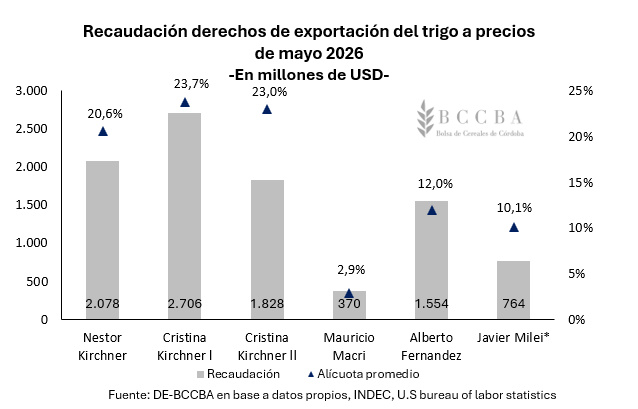 Recaudación derechos de exportación del trigo a precios
de mayo 2026
-En millones de USD-
3.000
2.500
2.000
1.500
1.000
500
0
25%
20%
15%
10%
5%
0%
20,6%
23,7%
23,0%
2,9%
12,0%
10,1%
BCCBA
Bolsa de Cereales de Córdoba
2.078
2.706
1.828
370
1.554
764
Nestor
Kirchner
Cristina
Kirchner I
Cristina
Kirchner II
Mauricio
Macri
Alberto
Fernandez
Javier Milei*
Recaudación
Alícuota promedio
Fuente: DE-BCCBA en base a datos propios, INDEC, U.S bureau of labor statistics